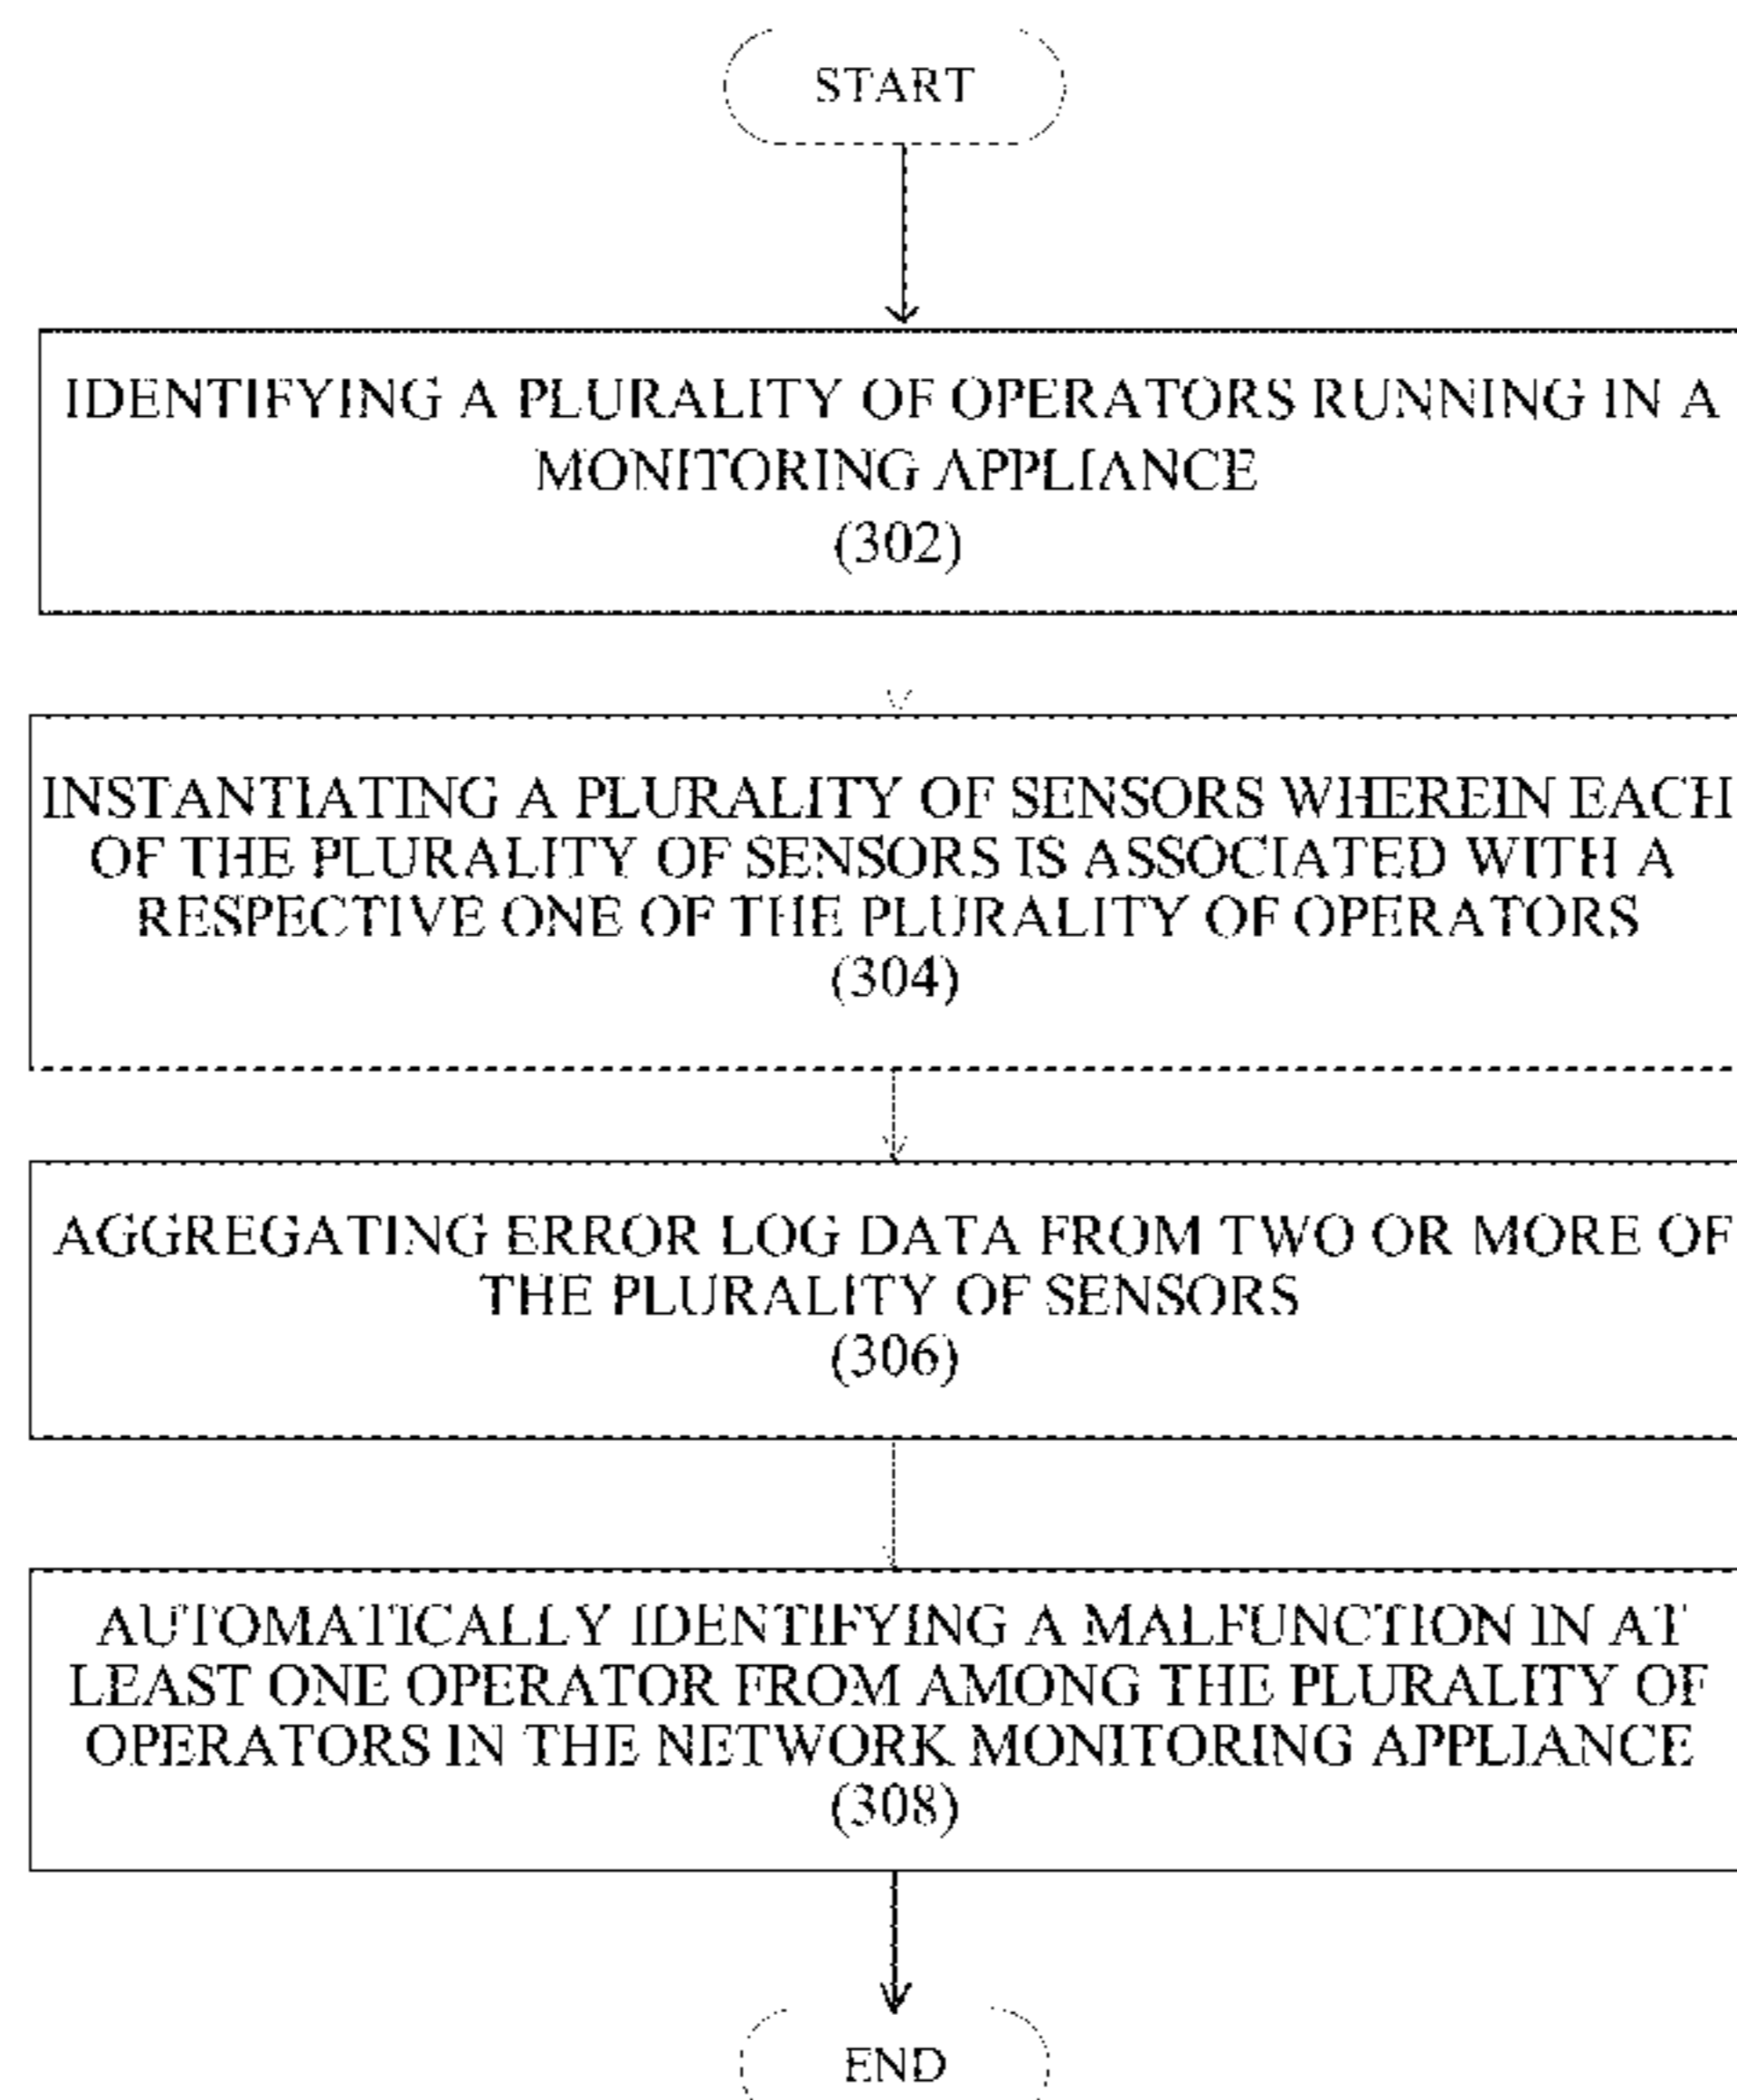 START
IDENTIFYING A PLURALITY OF OPERATORS RUNNING IN A
MONITORING APPLIANCE
(302)
INSTANTIATING A PLURALITY OF SENSORS WHEREIN EACH
OF THE PLURALITY OF SENSORS IS ASSOCIATED WITH A
RESPECTIVE ONE OF THE PLURALITY OF OPERATORS
(304)
AGGREGATING ERROR LOG DATA FROM TWO OR MORE OF
THE PLURALITY OF SENSORS
(306)
AUTOMATICALLY IDENTIFYING A MALFUNCTION IN AT
LEAST ONE OPERATOR FROM AMONG THE PLURALITY OF
OPERATORS IN THE NETWORK MONITORING APPLIANCE
(308)
END